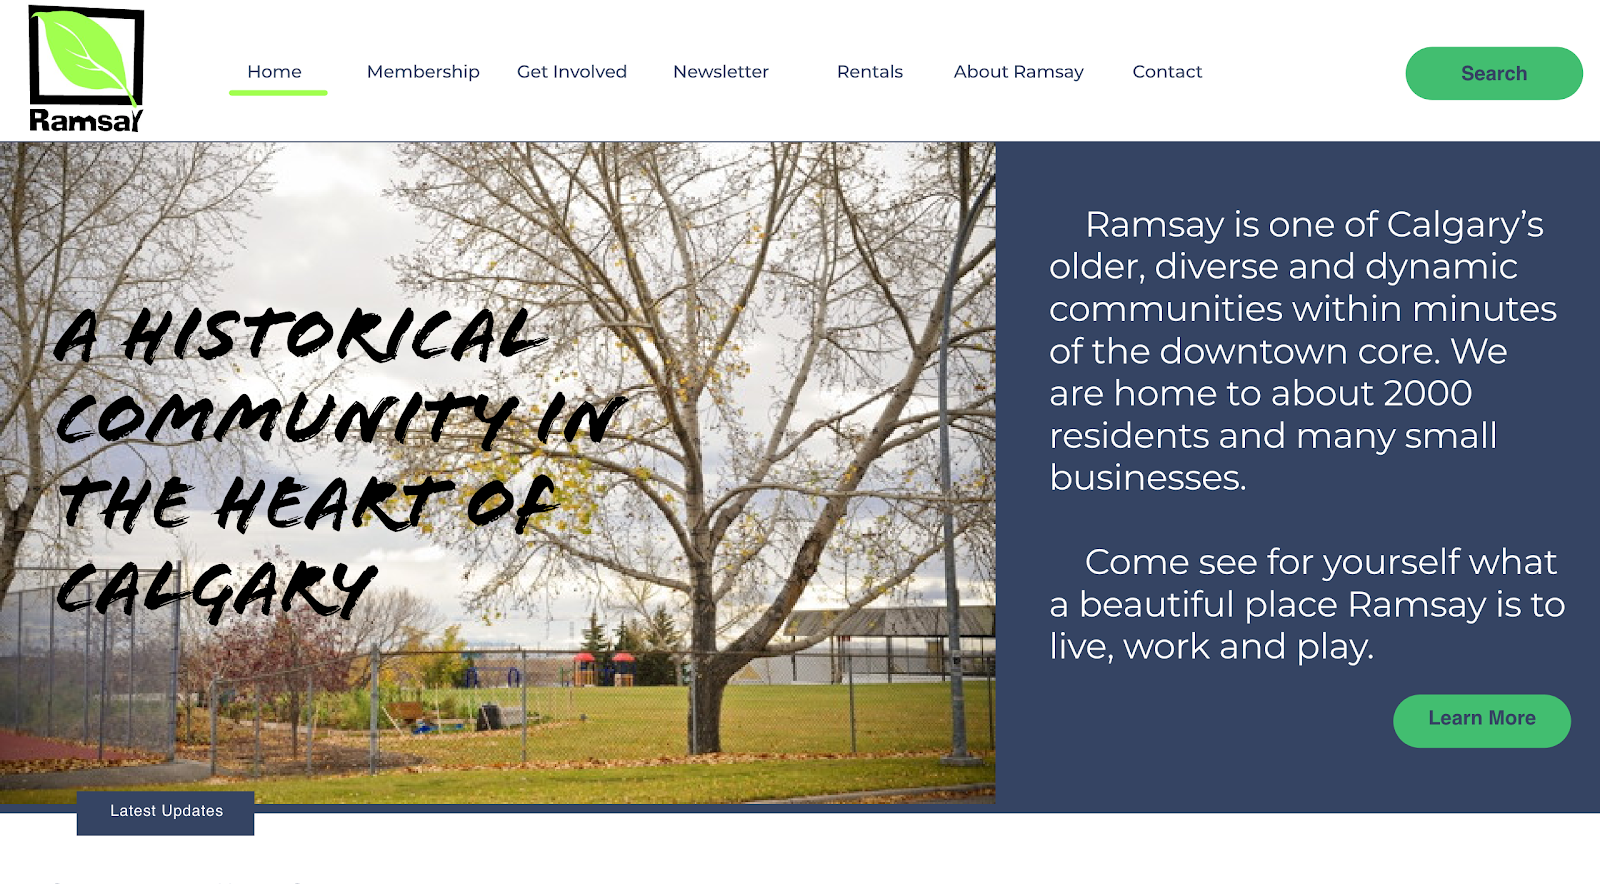 Ramsay
Home Membership Get Involved Newsletter Rentals About Ramsay Contact
Search
A HISTORICAL
COMMUNITY IN
THE HEART OF
CALGARY
Ramsay is one of Calgary’s
older, diverse and dynamic
communities within minutes
of the downtown core. We
are home to about 2000
residents and many small
businesses.
Come see for yourself what
a beautiful place Ramsay is to
live, work and play.
Learn More
Latest Updates